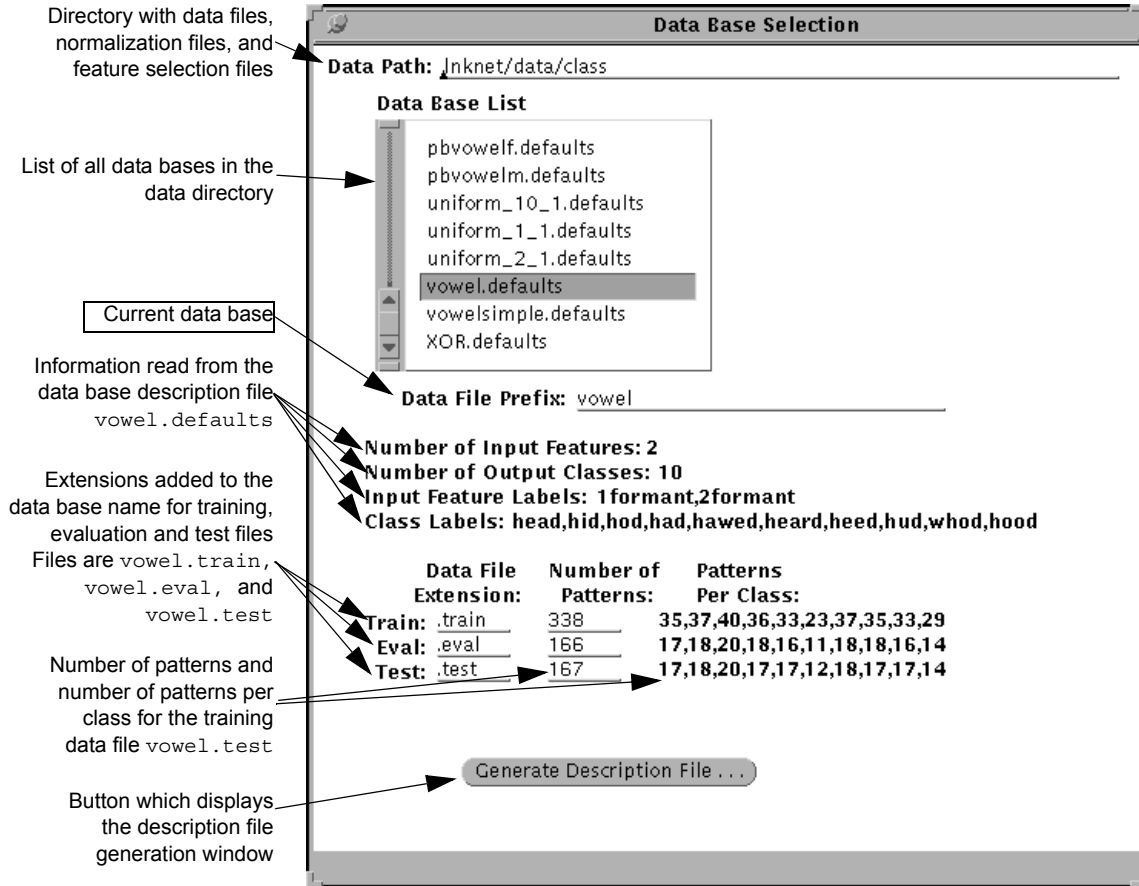 Directory with data files,
normalization files, and
feature selection files
List of all data bases in the
data directory
Current data base
Information read from the
data base description file
vowel.defaults
Extensions added to the
data base name for training,
evaluation and test files
Files are vowel.train,
vowel.eval, and
vowel.test
Number of patterns and
number of patterns per
class for the training
data file vowel.test
Button which displays
the description file
generation window
Data Base Selection
Data Path: lnknet/data/class
Data Base List
pbvowelf.defaults
pbvowelm.defaults
uniform_10_1.defaults
uniform_1_1.defaults
uniform_2_1.defaults
vowel.defaults
vowelsimple.defaults
XOR.defaults
Data File Prefix: vowel
Number of Input Features: 2
Number of Output Classes: 10
Input Feature Labels: 1formant,2formant
Class Labels: head,hid,hod,had,hawed,heard,heed,hud,whod,hood
Data File Number of Patterns
Extension: Patterns: Per Class:
Train: .train 338 35,37,40,36,33,23,37,35,33,29
Eval: .eval 166 17,18,20,18,16,11,18,18,16,14
Test: .test 167 17,18,20,17,17,12,18,17,17,14
Generate Description File . . .